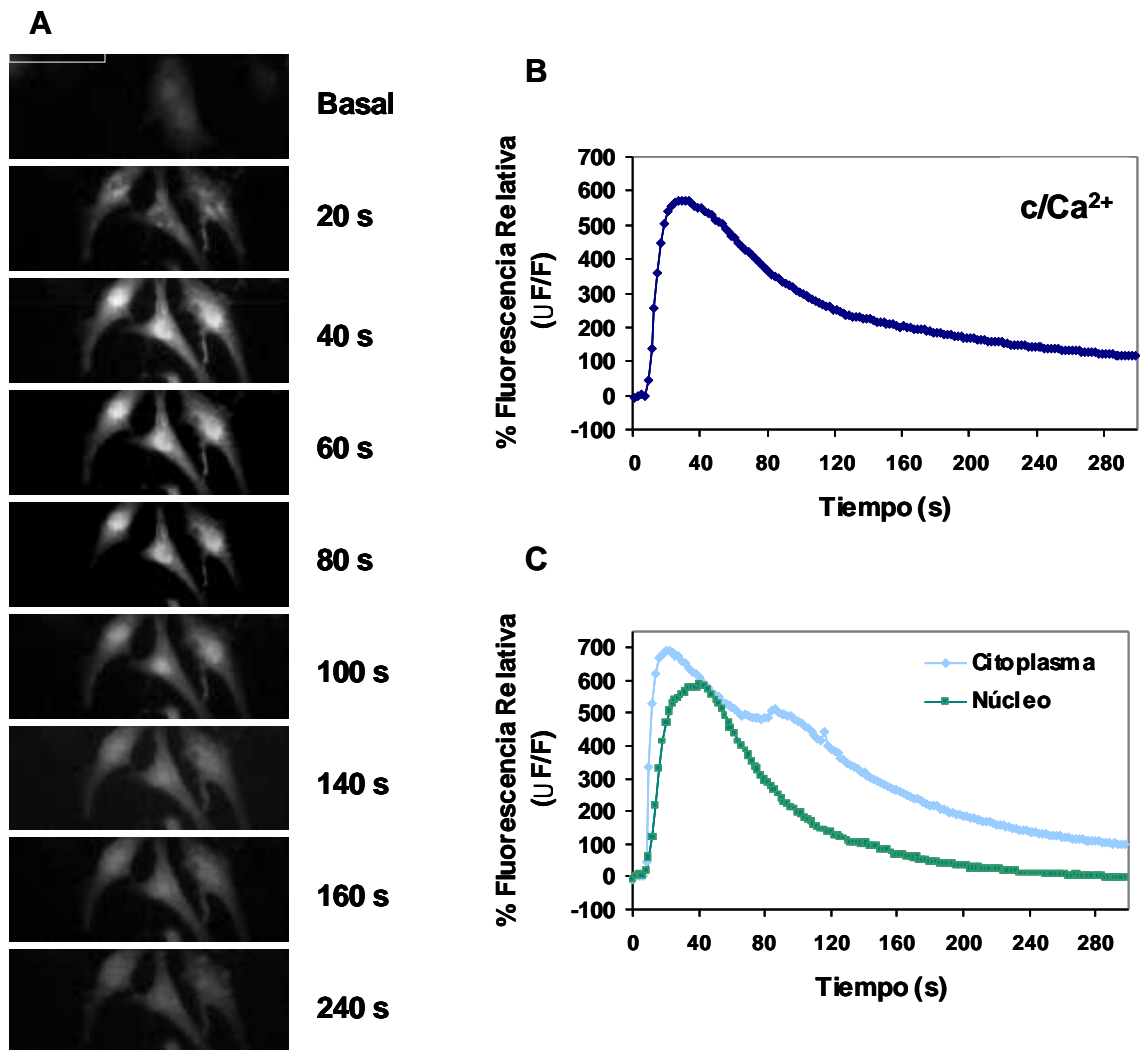 A
Basal
20 s
40 s
60 s
80 s
100 s
140 s
160 s
240 s
B
% Fluorescencia Relativa
(∪F/F)
700
600
500
400
300
200
100
0
-100
c/Ca²⁺
0 40 80 120 160 200 240 280
Tiempo (s)
C
% Fluorescencia Relativa
(∪F/F)
700
600
500
400
300
200
100
0
-100
Citoplasma
Núcleo
0 40 80 120 160 200 240 280
Tiempo (s)